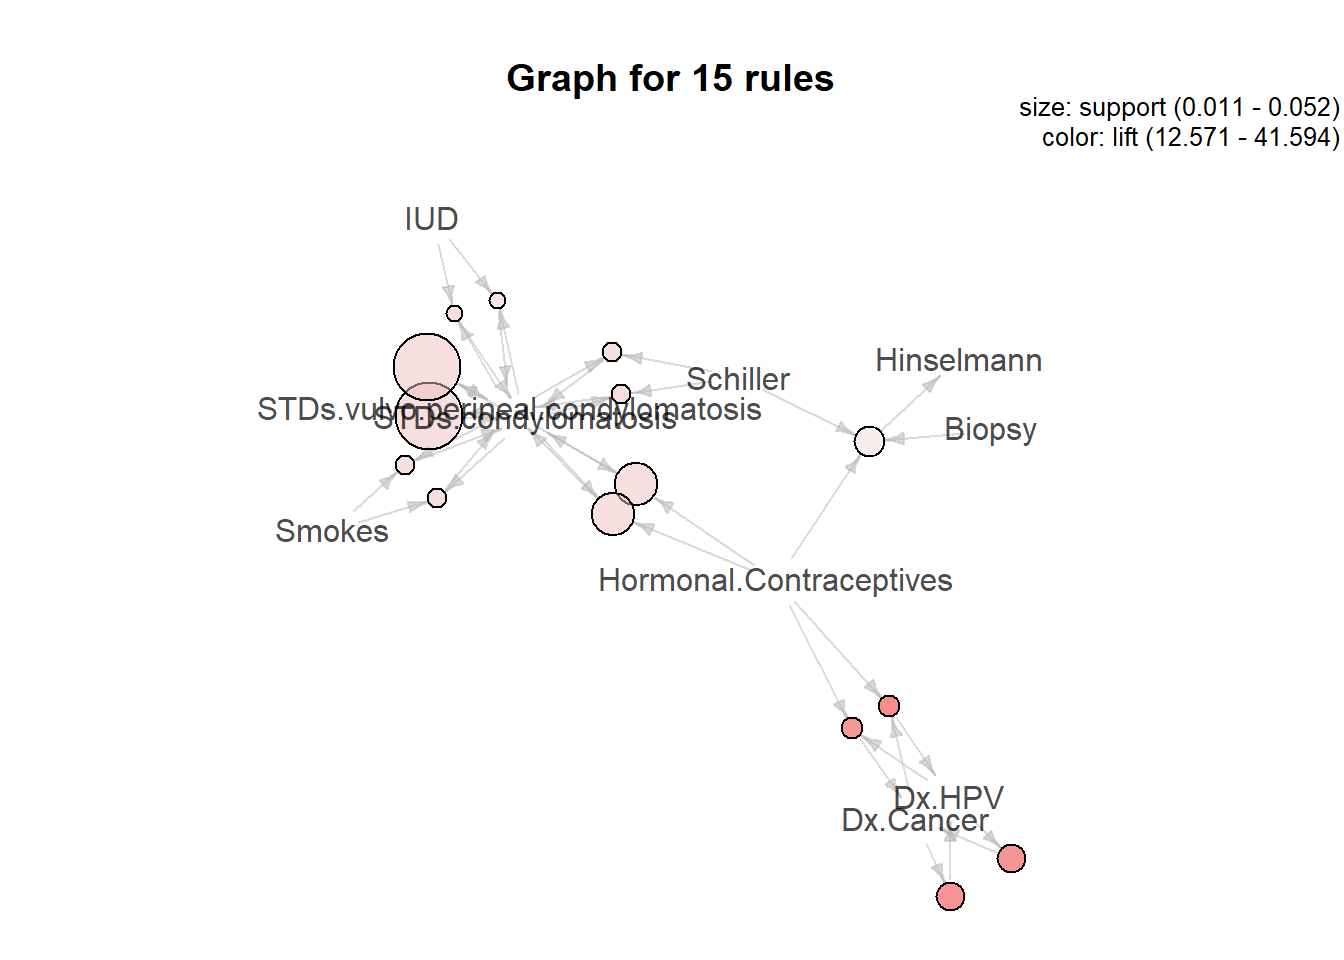 Graph for 15 rules
size: support (0.011 - 0.052)
color: lift (12.571 - 41.594)
IUD
Hinselmann
Schiller
STDs.vulvo.perineal.condylomatosis
STDs.condylomatosis
Biopsy
Smokes
Hormonal.Contraceptives
Dx.HPV
Dx.Cancer